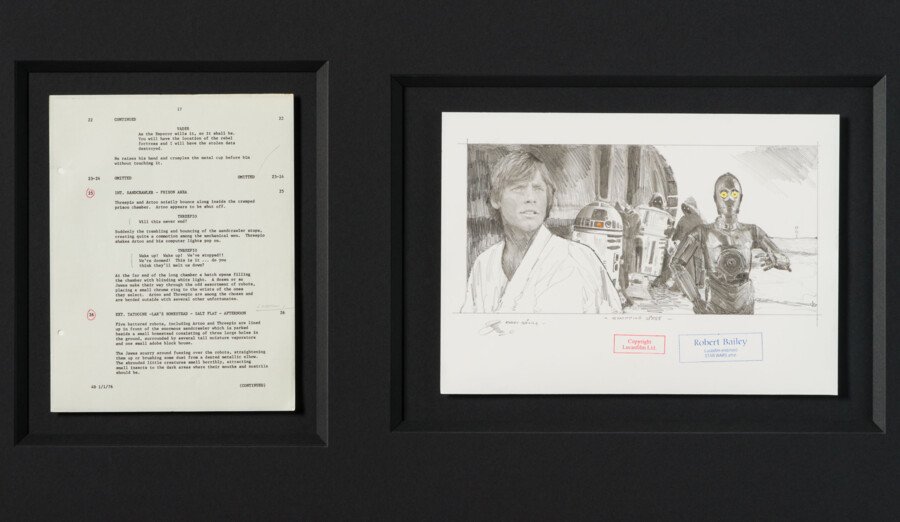 17
22 CONTINUED 22
VADER
As the Emperor wills it, so it shall be.
You will have the location of the rebel
fortress and I will have the stolen data
destroyed.
He raises his hand and crumples the metal cup before him
without touching it.
23-24 OMITTED OMITTED 23-24
25 INT. SANDCRAWLER - PRISON AREA 25
Threepio and Artoo noisily bounce along inside the cramped
prison chamber. Artoo appears to be shut off.
THREEPIO
Will this never end?
Suddenly the trembling and bouncing of the sandcrawler stops,
creating quite a commotion among the mechanical men. Threepio
shakes Artoo and his computer lights pop on.
THREEPIO
Wake up! Wake up! We've stopped!!
We're doomed! This is it ... do you
think they'll melt us down?
At the far end of the long chamber a hatch opens filling
the chamber with blinding white light. A dozen or so
Jawas make their way through the odd assortment of robots,
placing a small chrome ring to the wrists of the ones
they select. Artoo and Threepio are among the chosen and
are herded outside with several other unfortunates.
26 EXT. TATOOINE -LAR'S HOMESTEAD - SALT FLAT - AFTERNOON 26
Five battered robots, including Artoo and Threepio are lined
up in front of the enormous sandcrawler which is parked
beside a small homestead consisting of three large holes in
the ground, surrounded by several tall moisture vaporators
and one small adobe block house.
The Jawas scurry around fussing over the robots, straightening
them up or brushing some dust from a dented metallic elbow.
The shrouded little creatures smell horribly, attracting
small insects to the dark areas where their mouths and nostrils
should be.
4B 1/1/76 (CONTINUED)
Copyright
Lucasfilm Ltd.
Robert Bailey
STAR WARS artist